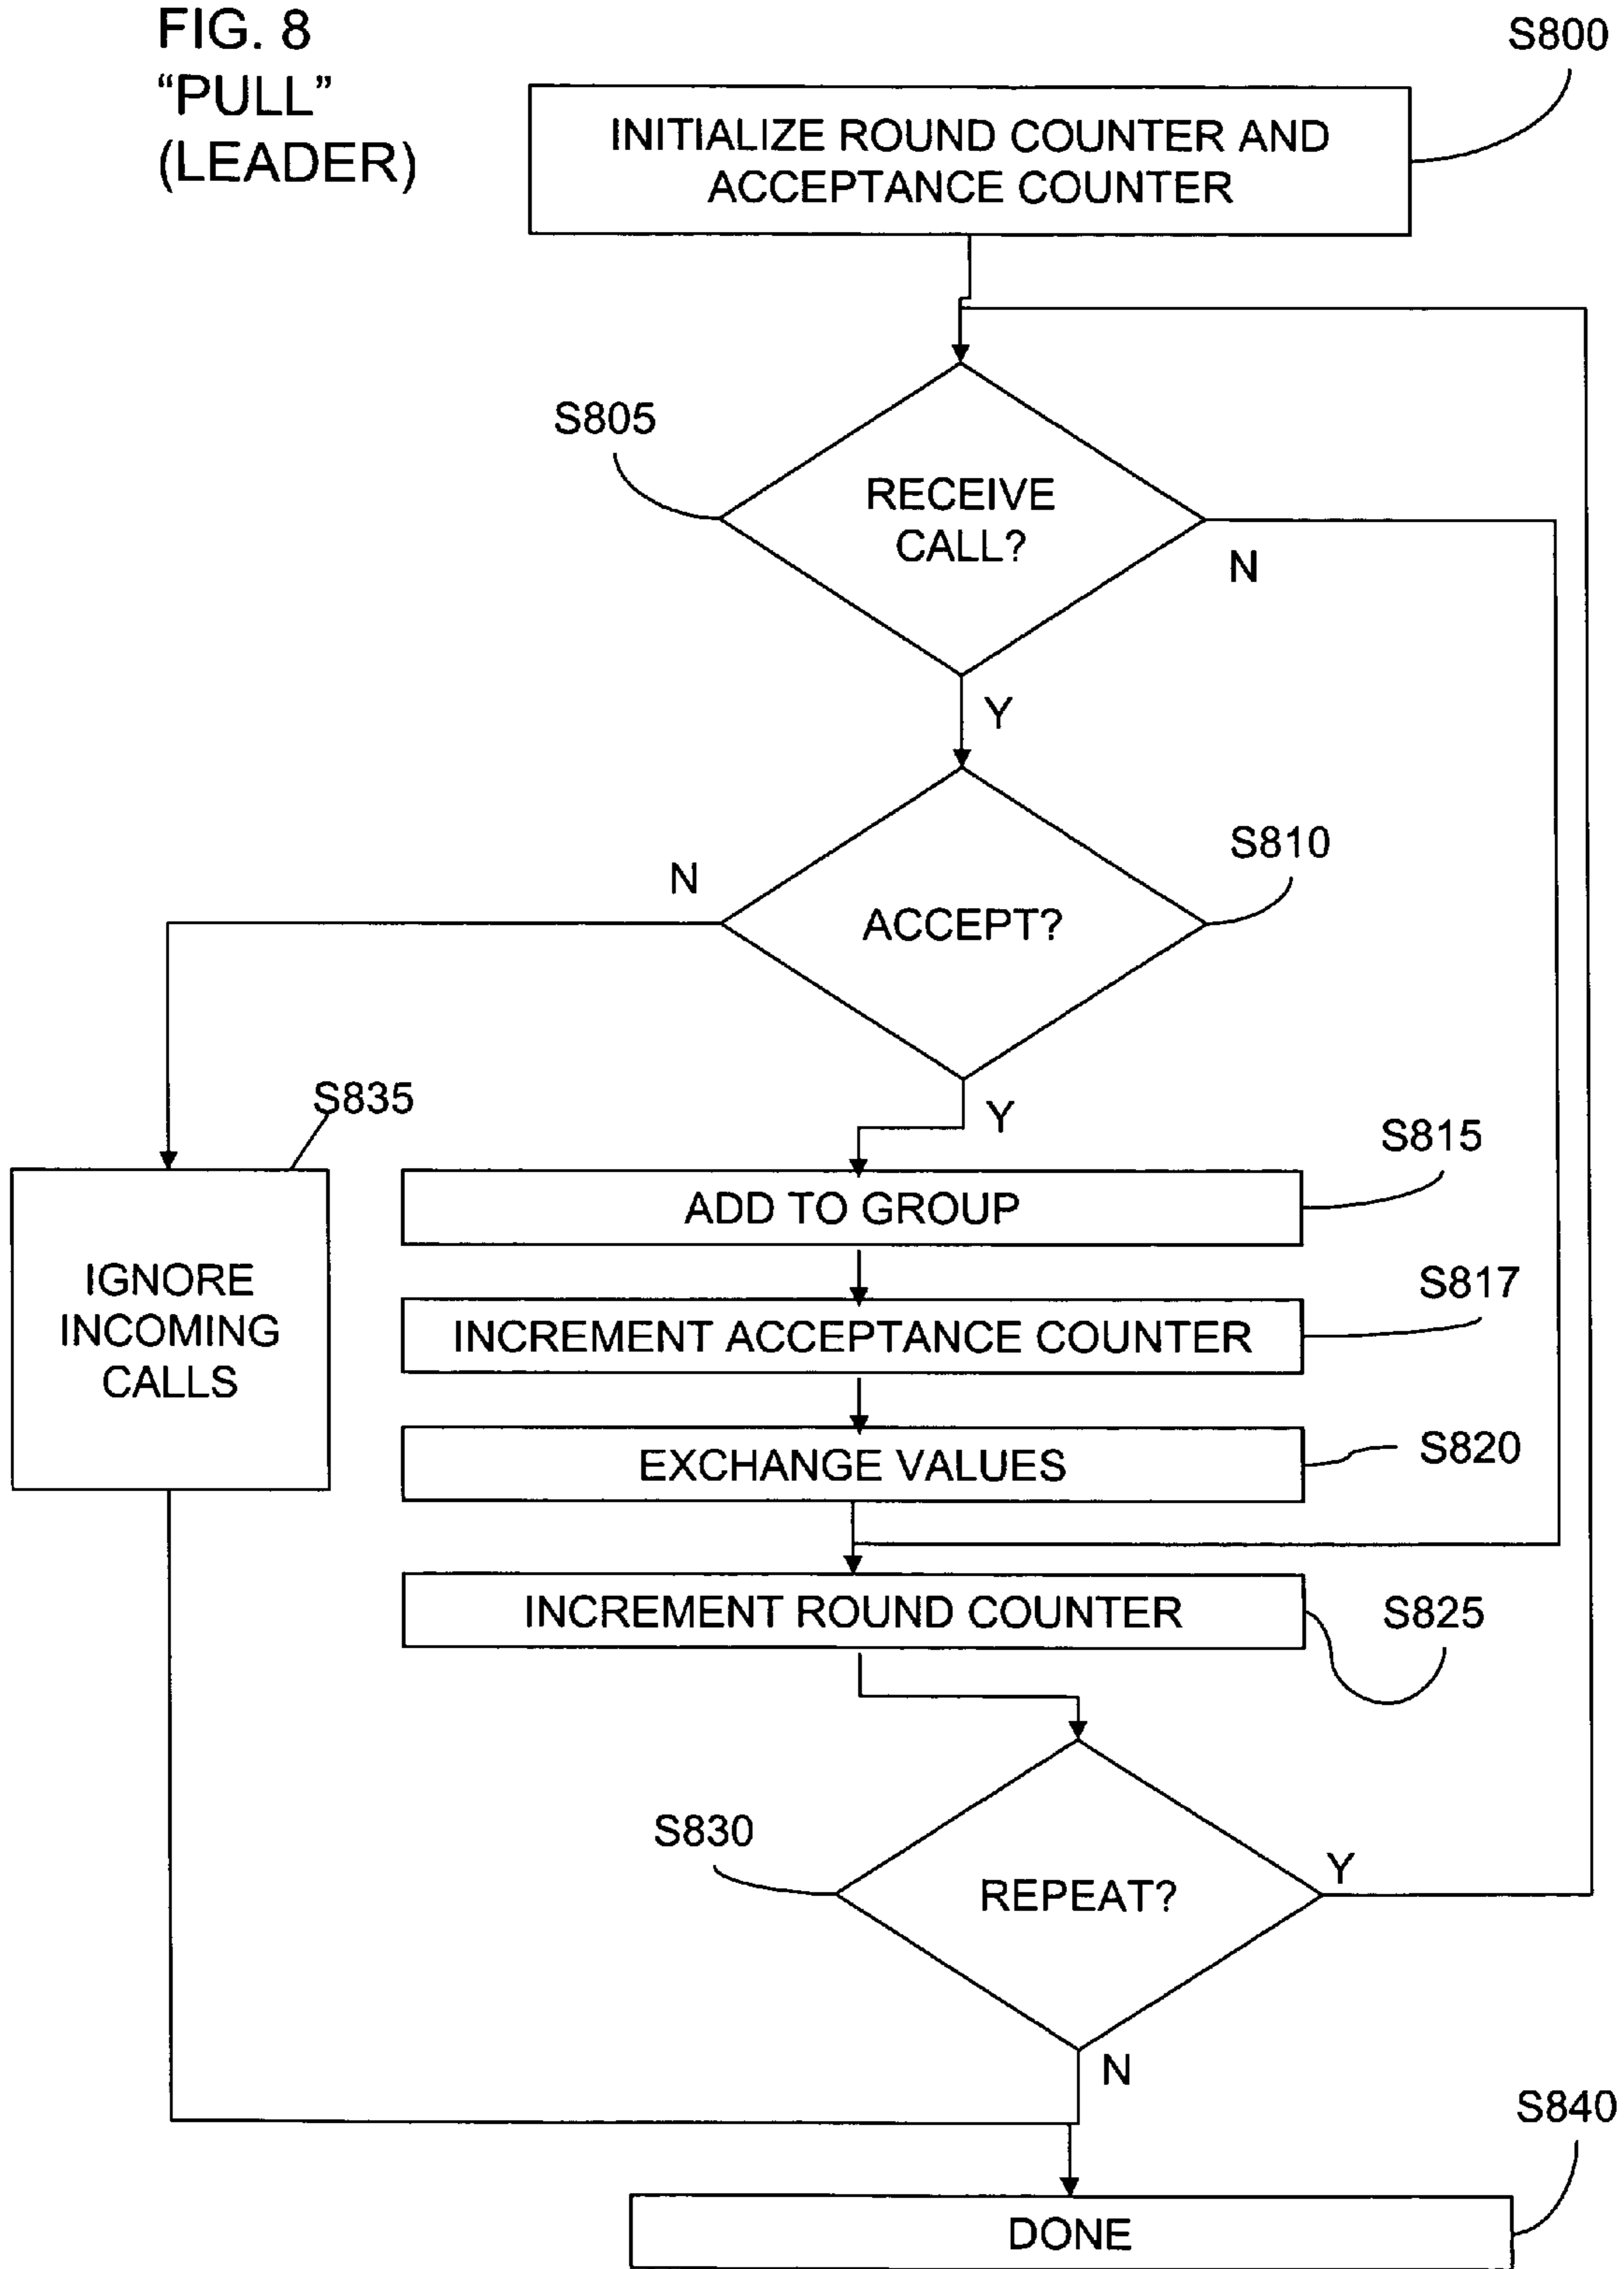 FIG. 8
“PULL”
(LEADER)
S800
INITIALIZE ROUND COUNTER AND
ACCEPTANCE COUNTER
S805
RECEIVE
CALL?
N
Y
S810
N
ACCEPT?
Y
S835
S815
ADD TO GROUP
IGNORE
INCOMING
CALLS
S817
INCREMENT ACCEPTANCE COUNTER
S820
EXCHANGE VALUES
INCREMENT ROUND COUNTER
S825
S830
REPEAT?
Y
N
S840
DONE